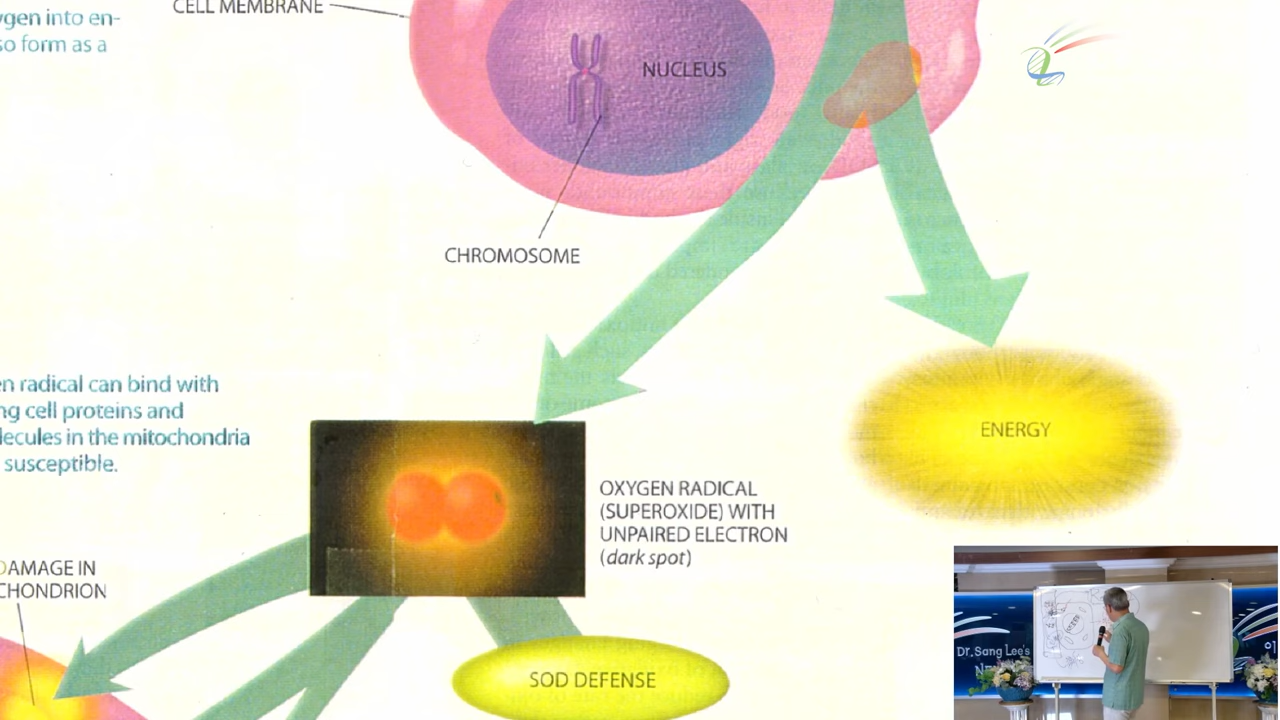 CELL MEMBRANE
ygen into en-
so form as a
NUCLEUS
CHROMOSOME
en radical can bind with
ng cell proteins and
lecules in the mitochondria
susceptible.
ENERGY
OXYGEN RADICAL
(SUPEROXIDE) WITH
UNPAIRED ELECTRON
(dark spot)
DAMAGE IN
CHONDRION
SOD DEFENSE
Dr. Sang Lee's